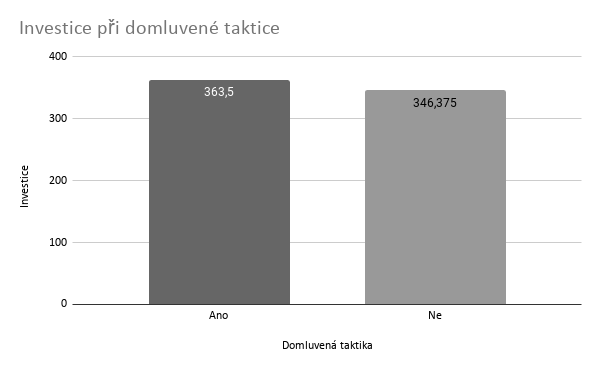 Investice při domluvené taktice
400
300
200
100
0
Investice
363,5
346,375
Ano
Ne
Domluvená taktika